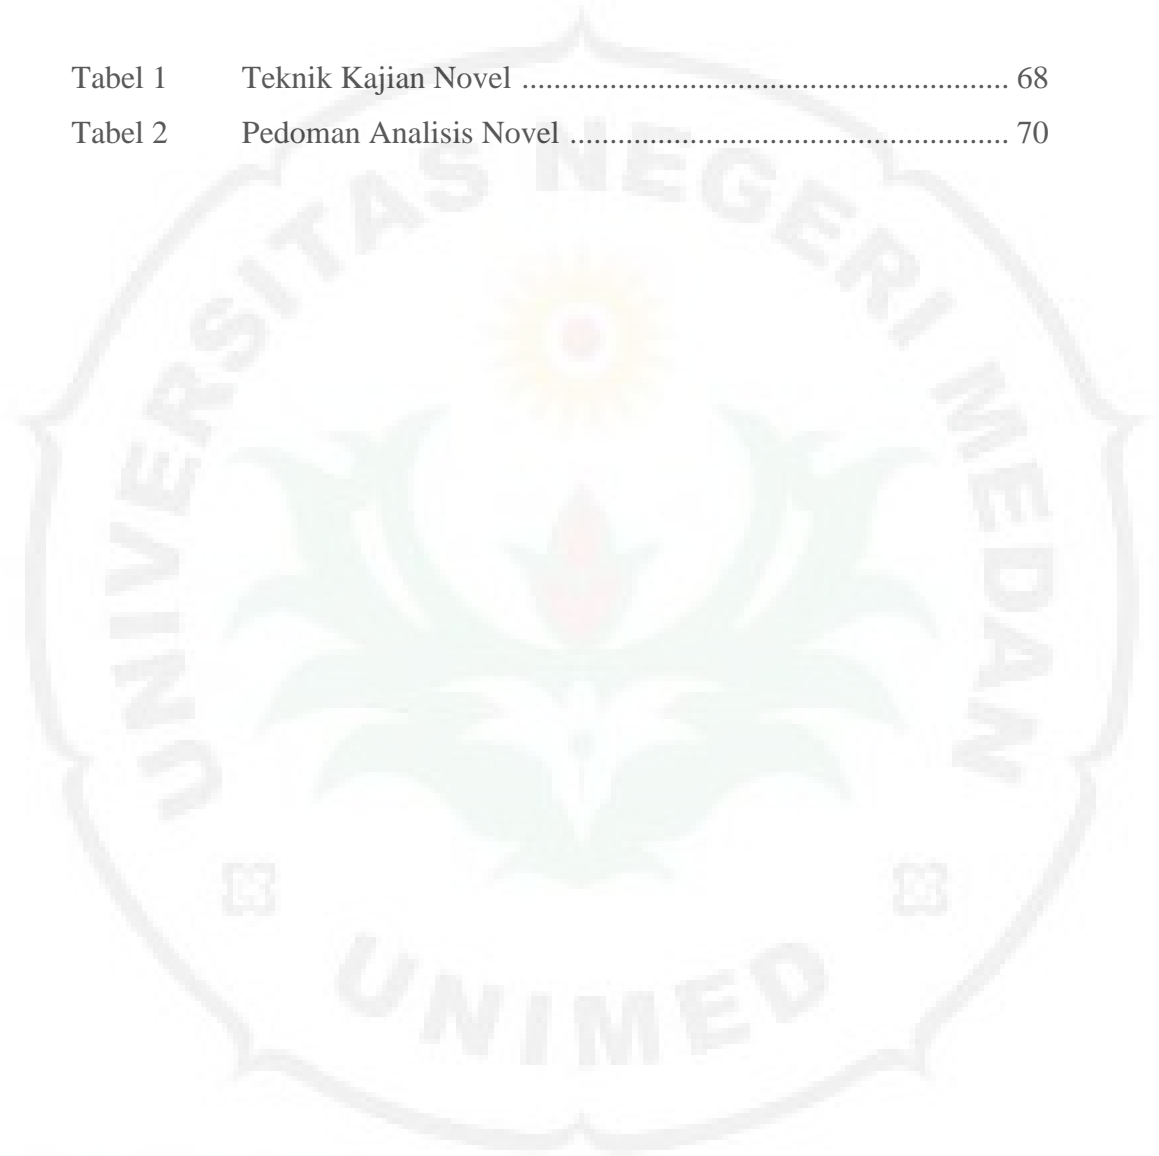 Tabel 1 Teknik Kajian Novel .............................................................. 68
Tabel 2 Pedoman Analisis Novel ........................................................ 70
UNIVERSITAS NEGERI MEDAN
UNIMED